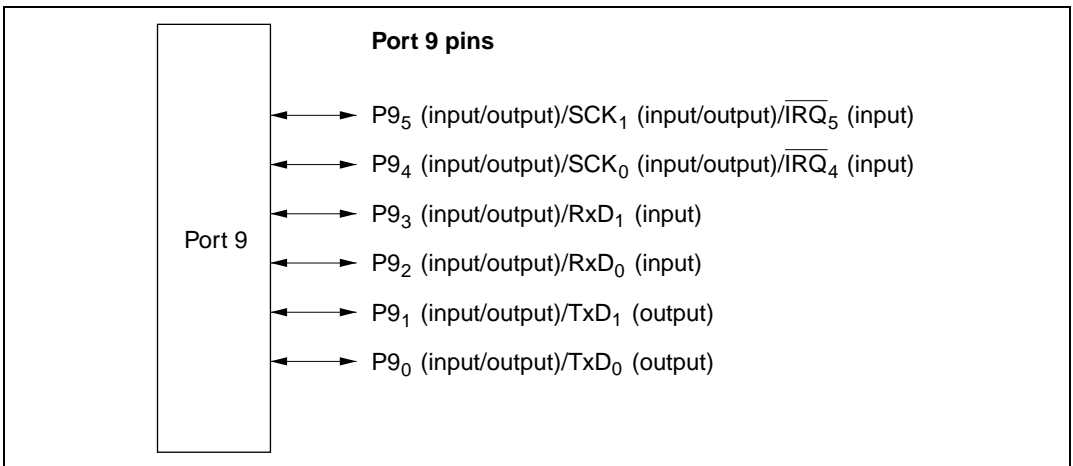 Port 9 pins
P9₅ (input/output)/SCK₁ (input/output)/I̅R̅Q̅₅ (input)
P9₄ (input/output)/SCK₀ (input/output)/I̅R̅Q̅₄ (input)
P9₃ (input/output)/RxD₁ (input)
Port 9
P9₂ (input/output)/RxD₀ (input)
P9₁ (input/output)/TxD₁ (output)
P9₀ (input/output)/TxD₀ (output)